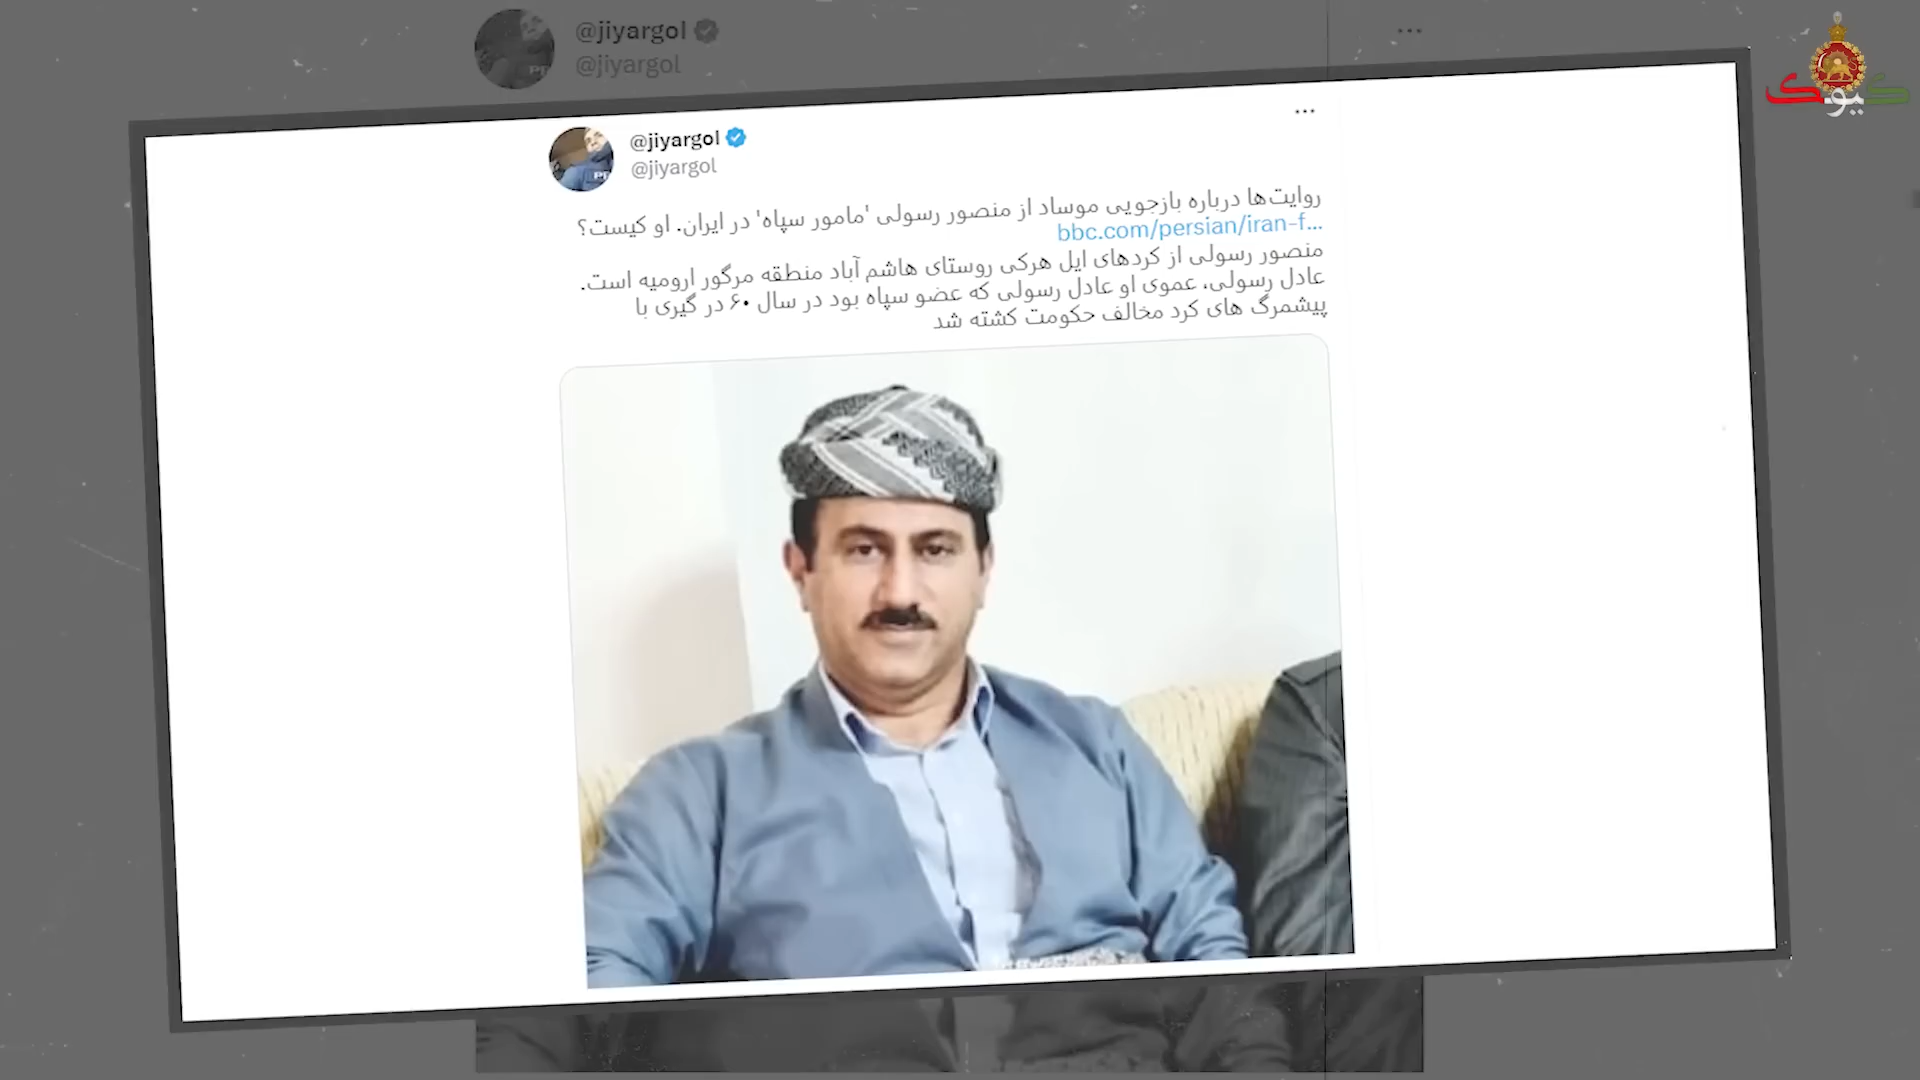 @jiyargol
@jiyargol
گیوک
@jiyargol
@jiyargol
روایت‌ها درباره بازجویی موساد از منصور رسولی 'مامور سپاه' در ایران. او کیست؟
bbc.com/persian/iran-f...
منصور رسولی از کردهای ایل هرکی روستای هاشم آباد منطقه مرگور ارومیه است.
عادل رسولی، عموی او عادل رسولی که عضو سپاه بود در سال ۶۰ در گیری با
پیشمرگ های کرد مخالف حکومت کشته شد